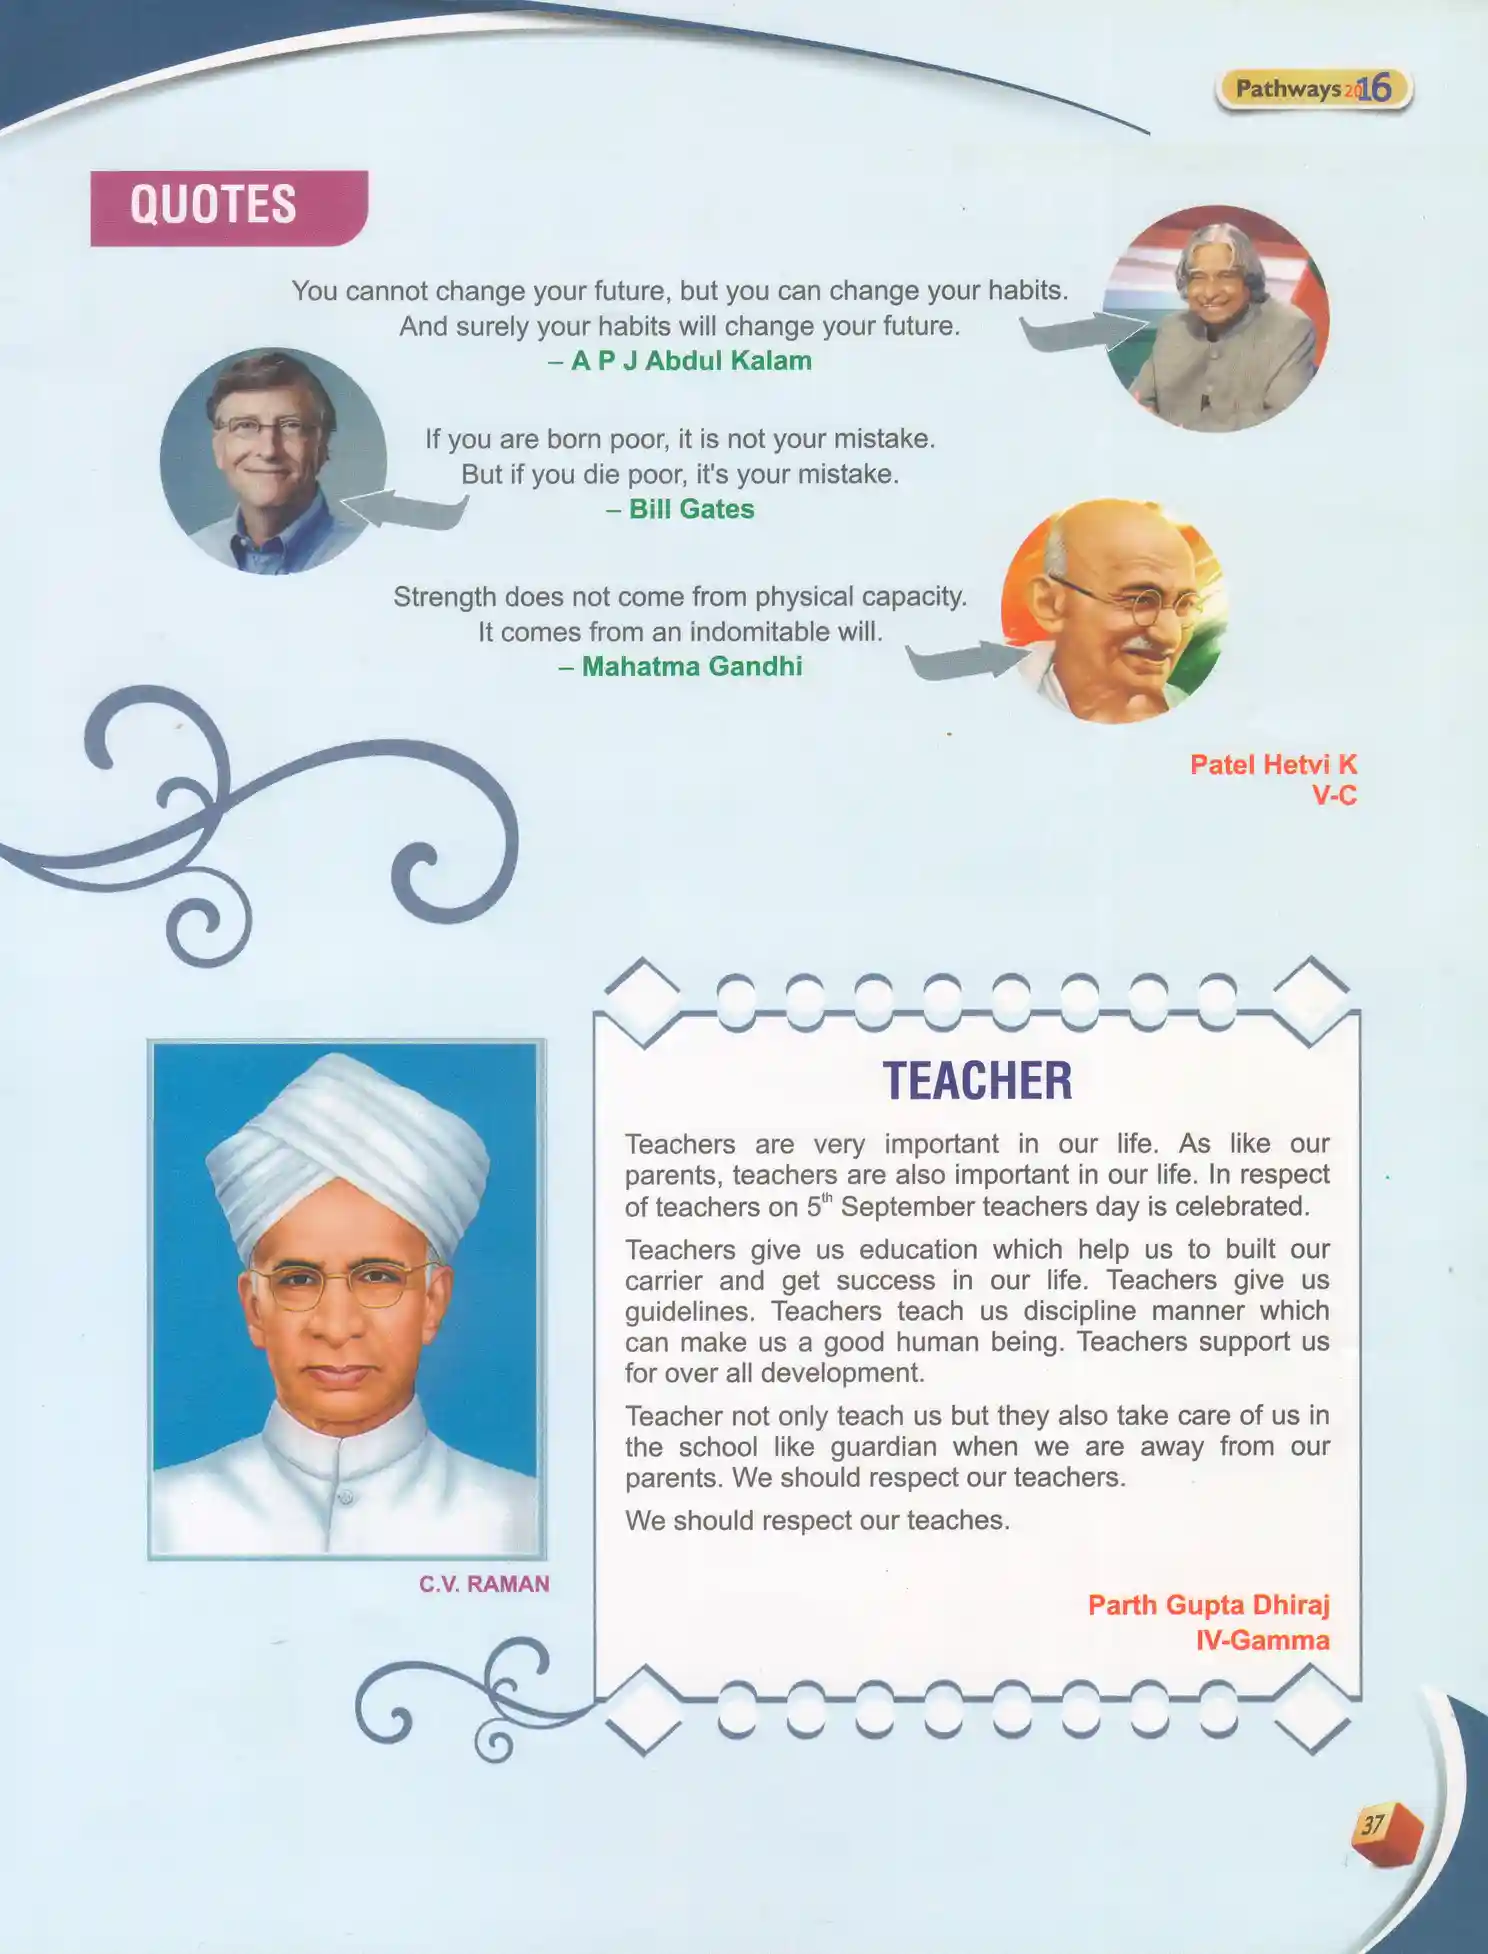 Pathways 2016
QUOTES
You cannot change your future, but you can change your habits.
And surely your habits will change your future.
– A P J Abdul Kalam
If you are born poor, it is not your mistake.
But if you die poor, it's your mistake.
– Bill Gates
Strength does not come from physical capacity.
It comes from an indomitable will.
– Mahatma Gandhi
Patel Hetvi K
V-C
C.V. RAMAN
TEACHER
Teachers are very important in our life. As like our
parents, teachers are also important in our life. In respect
of teachers on 5th September teachers day is celebrated.
Teachers give us education which help us to built our
carrier and get success in our life. Teachers give us
guidelines. Teachers teach us discipline manner which
can make us a good human being. Teachers support us
for over all development.
Teacher not only teach us but they also take care of us in
the school like guardian when we are away from our
parents. We should respect our teachers.
We should respect our teaches.
Parth Gupta Dhiraj
IV-Gamma
37